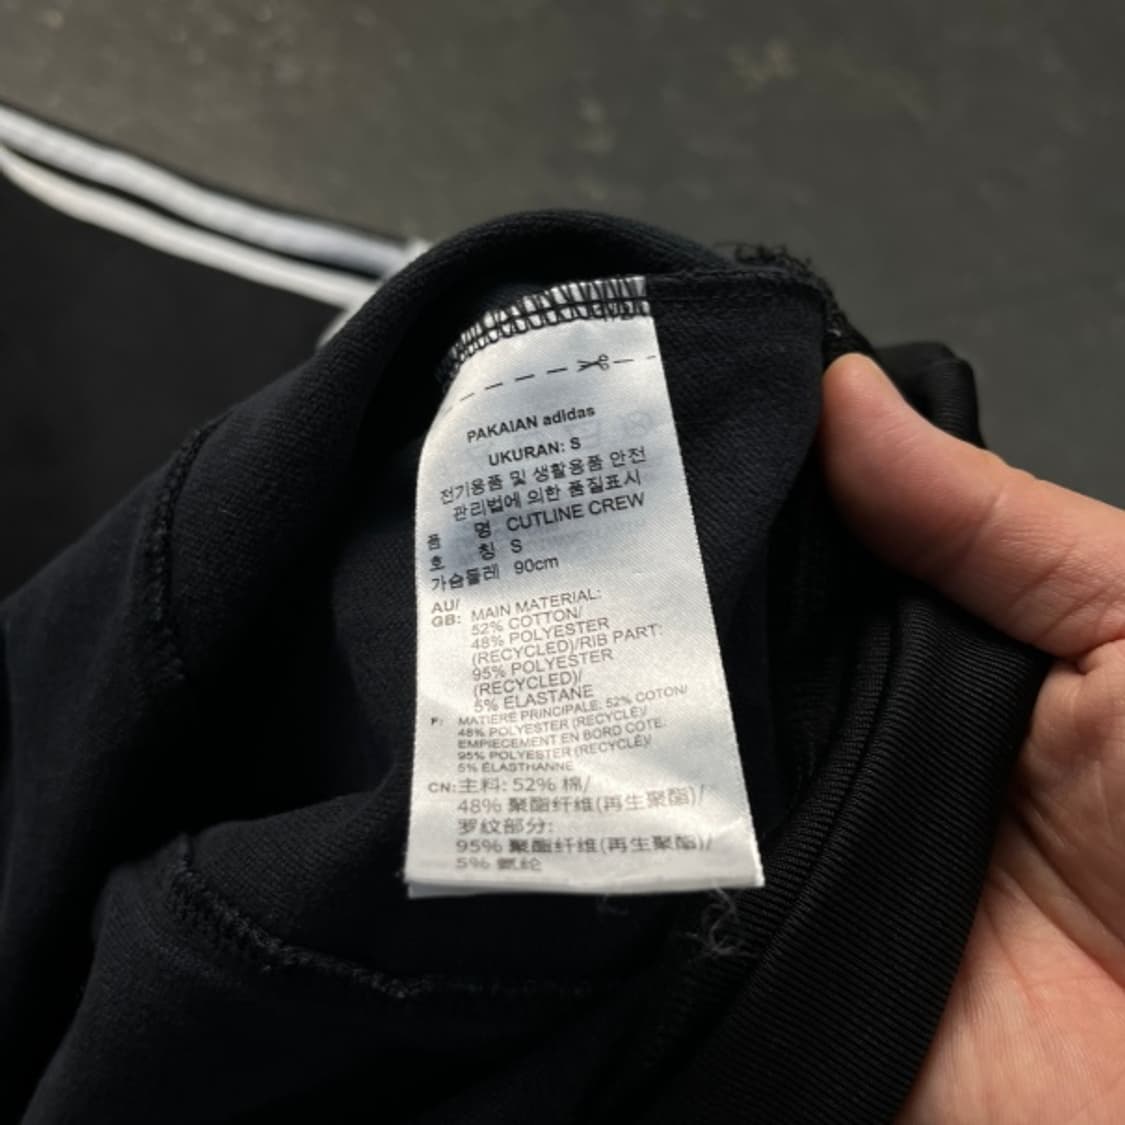 PAKAIAN adidas
UKURAN: S
전기용품 및 생활용품 안전
관리법에 의한 품질표시
품 명 CUTLINE CREW
호 칭 S
가슴둘레 90cm
AU/
GB: MAIN MATERIAL:
52% COTTON/
48% POLYESTER
(RECYCLED)/RIB PART:
95% POLYESTER
(RECYCLED)/
5% ELASTANE
F: MATIÈRE PRINCIPALE: 52% COTON/
48% POLYESTER (RECYCLÉ)/
EMPIÈCEMENT EN BORD CÔTE:
95% POLYESTER (RECYCLÉ)/
5% ÉLASTHANNE
CN: 主料: 52% 棉/
48% 聚酯纤维(再生聚酯)/
罗纹部分:
95% 聚酯纤维(再生聚酯)/
5% 氨纶